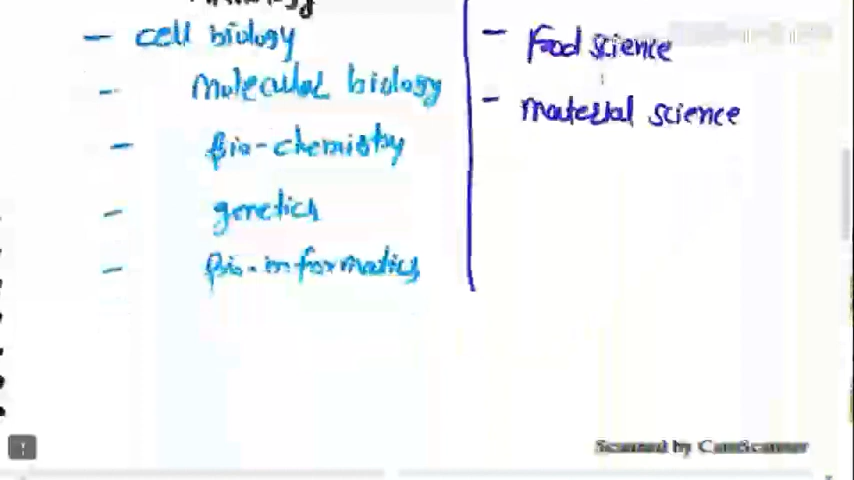 - cell biology
- Molecular biology
- Bio-chemistry
- genetics
- Bio-informatics
- Food science
- material science
Scanned by CamScanner